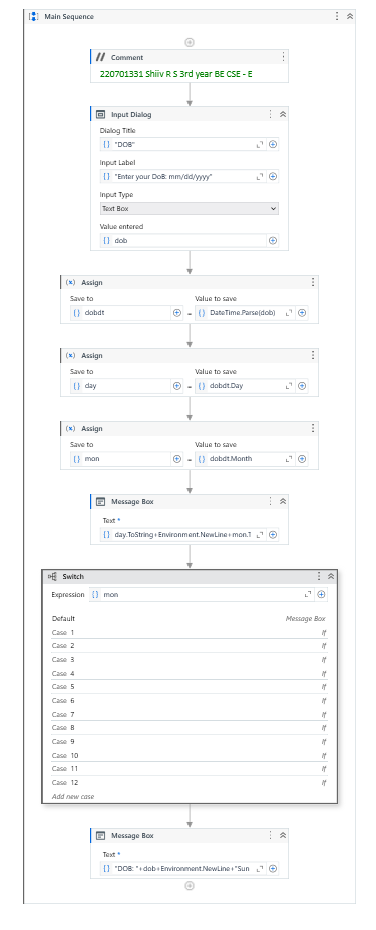 Main Sequence
Comment
220701331 Shiiv R S 3rd year BE CSE - E
Input Dialog
Dialog Title
"DOB"
Input Label
"Enter your DoB: mm/dd/yyyy"
Input Type
Text Box
Value entered
dob
Assign
Save to Value to save
dobdt = DateTime.Parse(dob)
Assign
Save to Value to save
day = dobdt.Day
Assign
Save to Value to save
mon = dobdt.Month
Message Box
Text *
day.ToString+Environment.NewLine+mon.T
Switch
Expression mon
Default Message Box
Case 1 If
Case 2 If
Case 3 If
Case 4 If
Case 5 If
Case 6 If
Case 7 If
Case 8 If
Case 9 If
Case 10 If
Case 11 If
Case 12 If
Add new case
Message Box
Text *
"DOB: "+dob+Environment.NewLine+"Sun